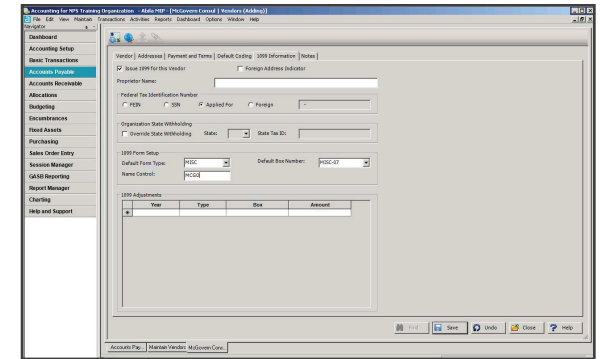 Accounting for NPS Training Organization - Abila MIP - [McGovern Consul | Vendors (Adding)]
File Edit View Maintain Transactions Activities Reports Dashboard Options Window Help
Navigator
Dashboard
Accounting Setup
Basic Transactions
Accounts Payable
Accounts Receivable
Allocations
Budgeting
Encumbrances
Fixed Assets
Purchasing
Sales Order Entry
Session Manager
GASB Reporting
Report Manager
Charting
Help and Support
Vendor Addresses Payment and Terms Default Coding 1099 Information Notes
Issue 1099 for this Vendor Foreign Address Indicator
Proprietor Name:
Federal Tax Identification Number
FEIN SSN Applied For Foreign -
Organization State Withholding
Override State Withholding State: State Tax ID:
1099 Form Setup
Default Form Type: MISC Default Box Number: MISC-07
Name Control: MCGO
1099 Adjustments
Year Type Box Amount
Find Save Undo Close Help
Accounts Pay... Maintain Vendors McGovern Cons...